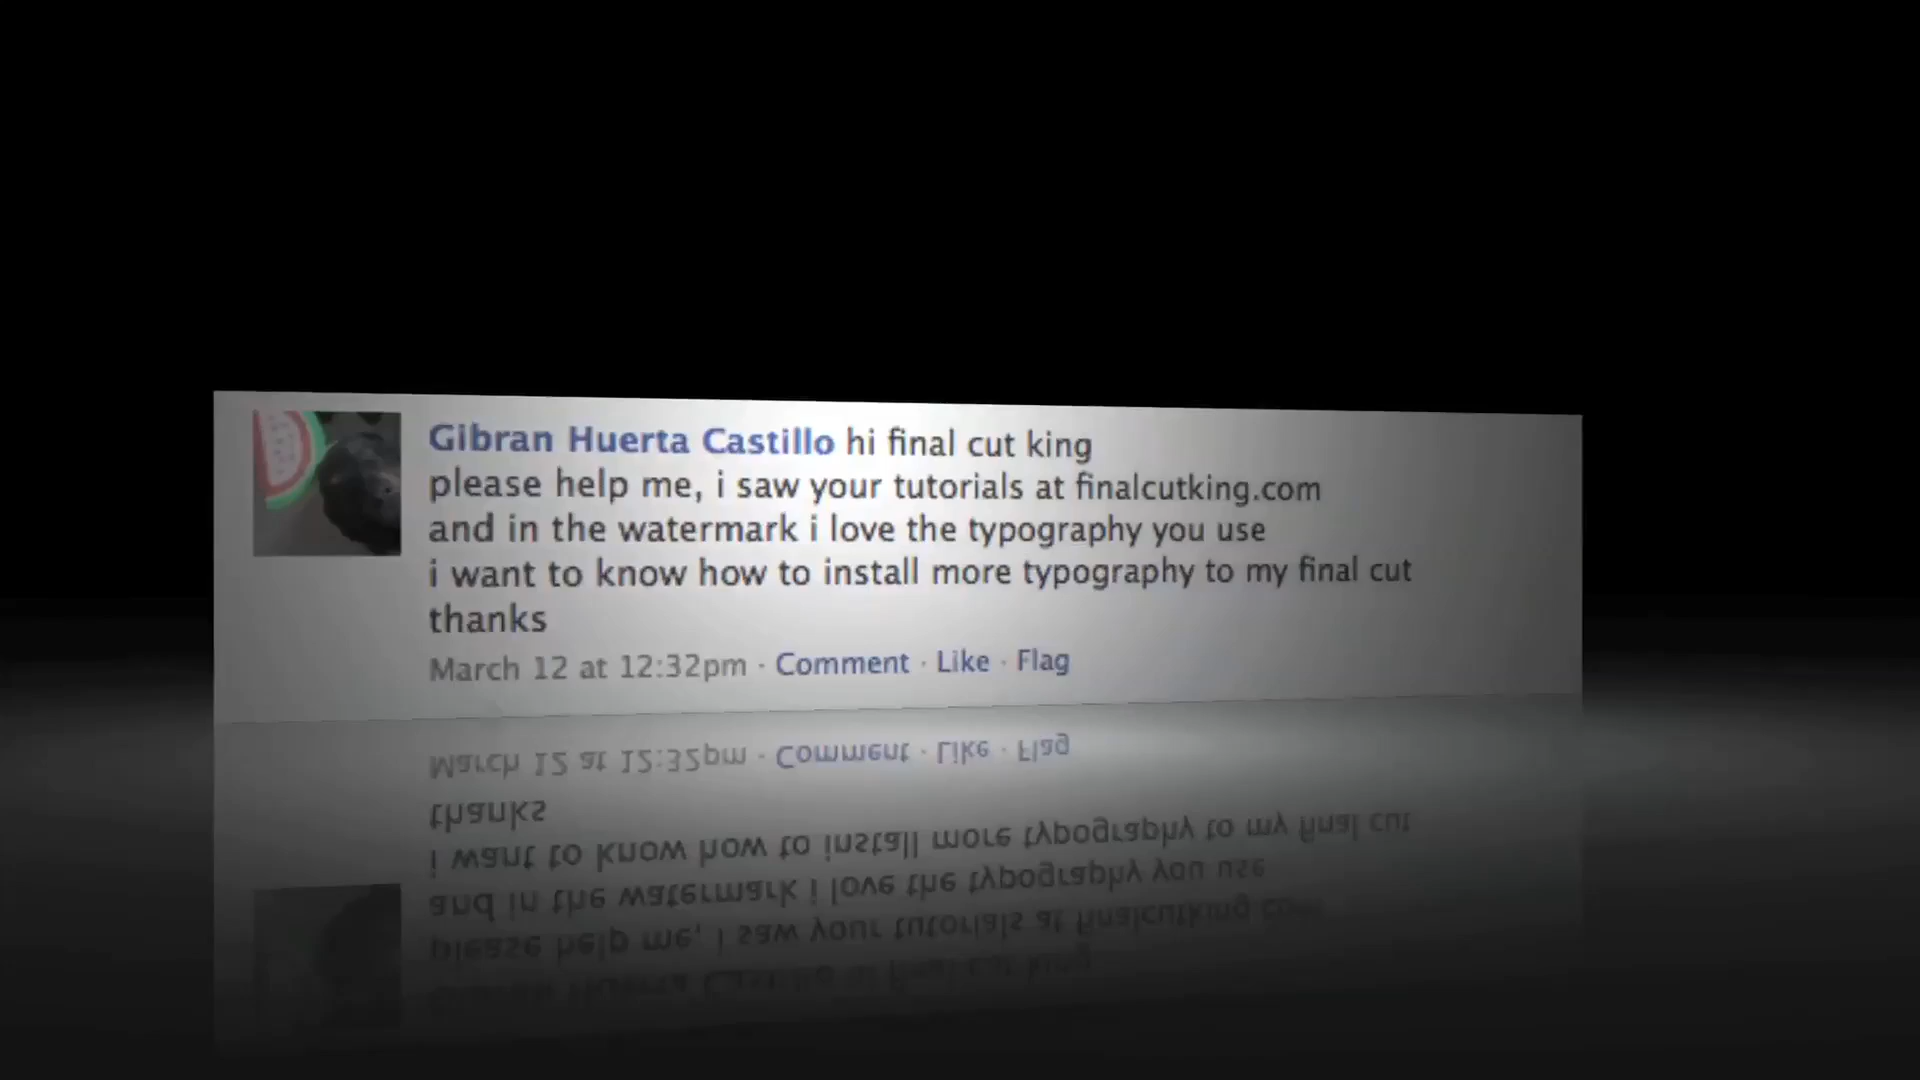 Gibran Huerta Castillo hi final cut king
please help me, i saw your tutorials at finalcutking.com
and in the watermark i love the typography you use
i want to know how to install more typography to my final cut
thanks
March 12 at 12:32pm · Comment · Like · Flag